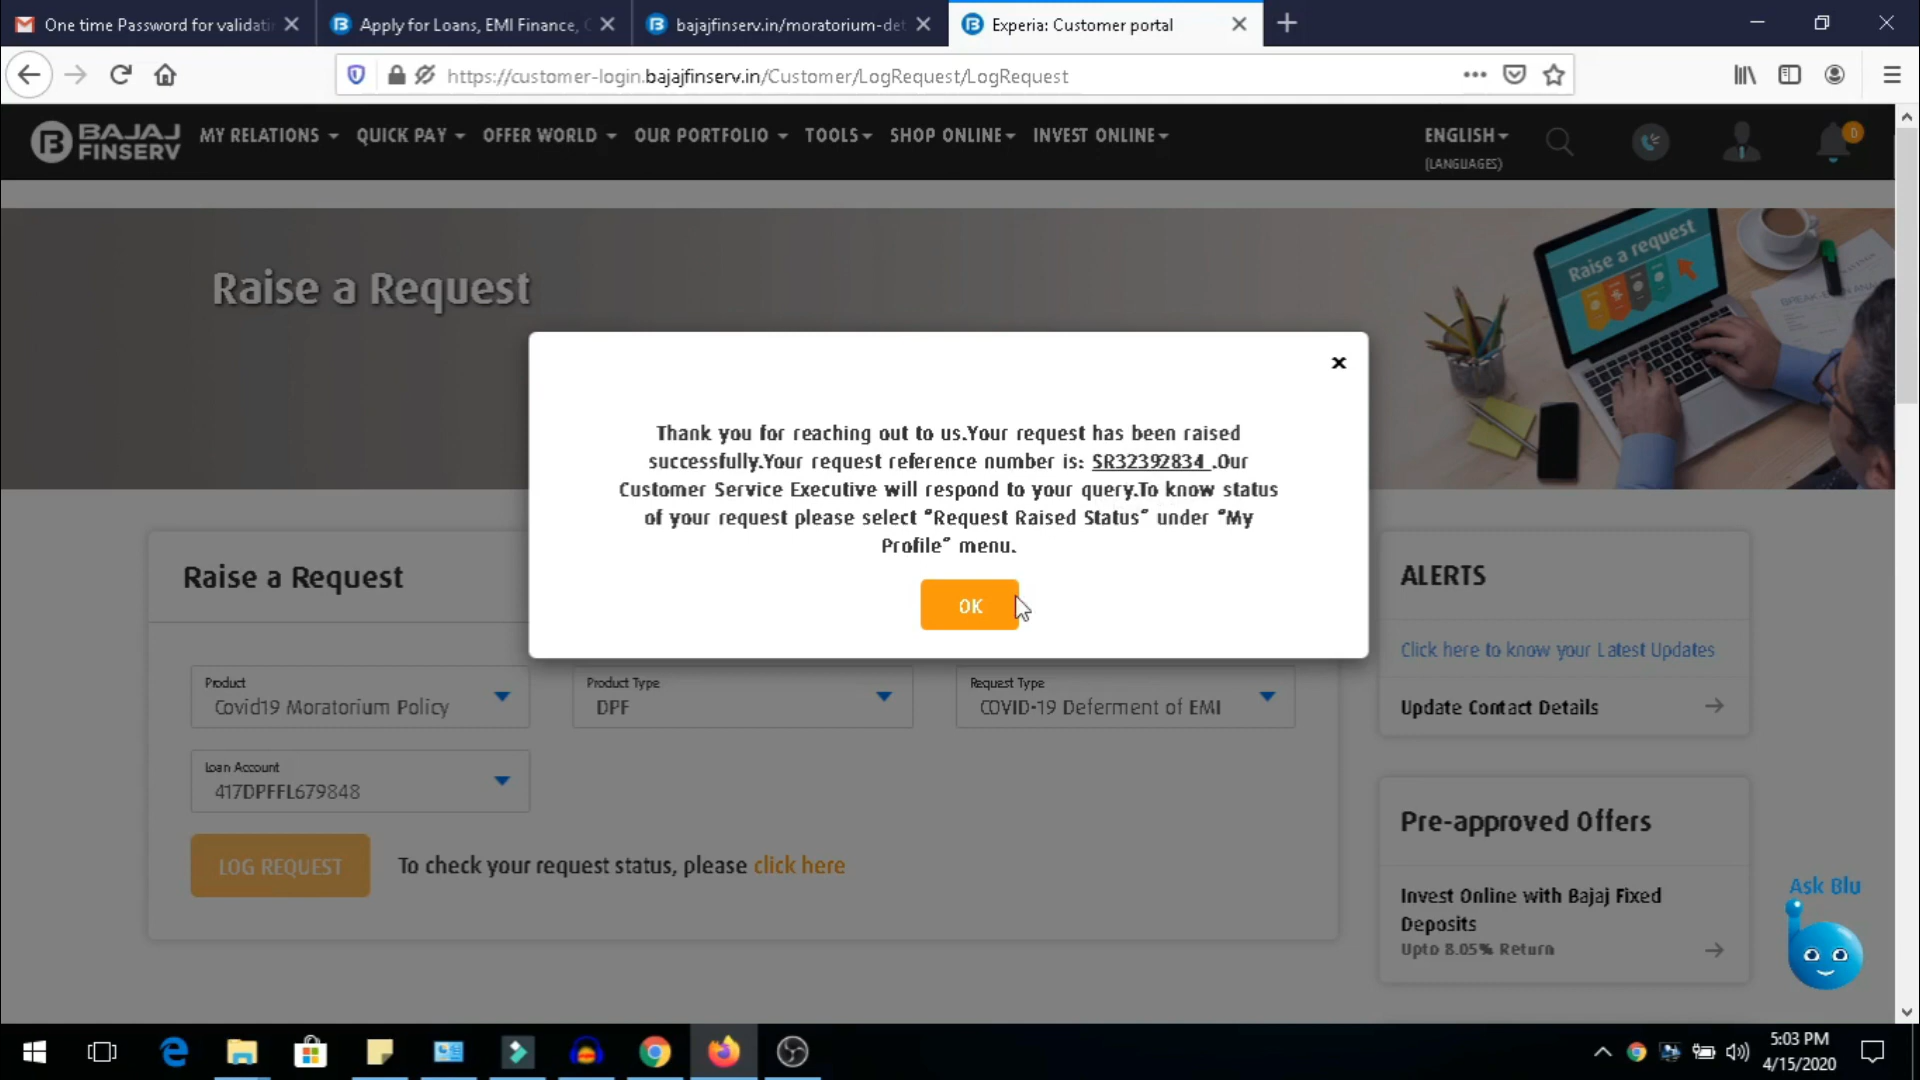 One time Password for validati
Apply for Loans, EMI Finance,
bajajfinserv.in/moratorium-det
Experia: Customer portal
https://customer-login.bajajfinserv.in/Customer/LogRequest/LogRequest
BAJAJ
FINSERV
MY RELATIONS
QUICK PAY
OFFER WORLD
OUR PORTFOLIO
TOOLS
SHOP ONLINE
INVEST ONLINE
ENGLISH
(LANGUAGES)
0
Raise a Request
Raise a request
Thank you for reaching out to us.Your request has been raised
successfully.Your request reference number is: SR32392834 .Our
Customer Service Executive will respond to your query.To know status
of your request please select “Request Raised Status” under “My
Profile” menu.
OK
Raise a Request
Product
Covid19 Moratorium Policy
Product Type
DPF
Request Type
COVID-19 Deferment of EMI
Loan Account
417DPFFL679848
LOG REQUEST
To check your request status, please click here
ALERTS
Click here to know your Latest Updates
Update Contact Details
Pre-approved Offers
Invest Online with Bajaj Fixed
Deposits
Upto 8.05% Return
Ask Blu
5:03 PM
4/15/2020